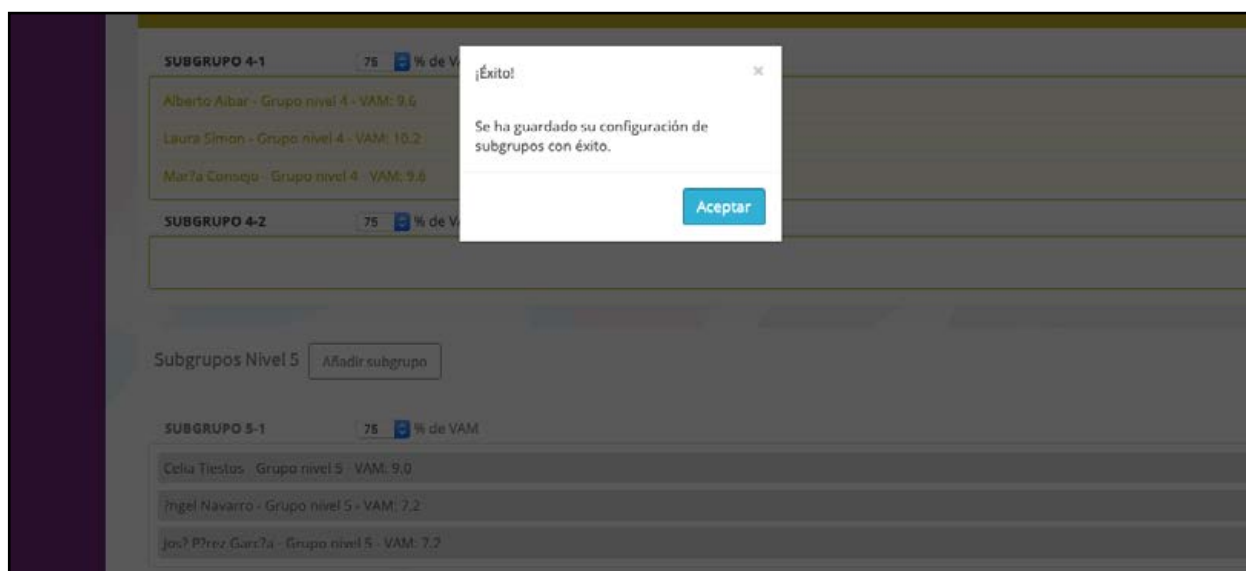 SUBGRUPO 4-1 75 % de V
¡Éxito! ×
Alberto Aibar - Grupo nivel 4 - VAM: 9.6
Laura Simon - Grupo nivel 4 - VAM: 10.2
Mar?a Consejo - Grupo nivel 4 - VAM: 9.6
Se ha guardado su configuración de
subgrupos con éxito.
Aceptar
SUBGRUPO 4-2 75 % de V
Subgrupos Nivel 5 Añadir subgrupo
SUBGRUPO 5-1 75 % de VAM
Celia Tiestos - Grupo nivel 5 - VAM: 9.0
?ngel Navarro - Grupo nivel 5 - VAM: 7.2
Jos? P?rez Garc?a - Grupo nivel 5 - VAM: 7.2